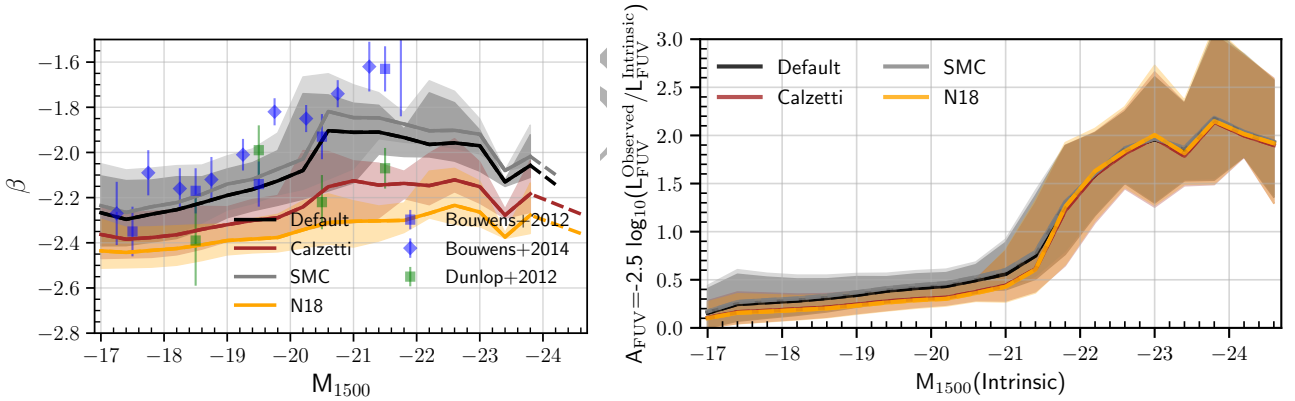 −1.6
−1.8
−2.0
−2.2
−2.4
−2.6
−2.8
β
Default
Calzetti
SMC
N18
Bouwens+2012
Bouwens+2014
Dunlop+2012
−17 −18 −19 −20 −21 −22 −23 −24
M1500
3.0
2.5
2.0
1.5
1.0
0.5
0.0
AFUV=-2.5 log10(LFUV^Observed/LFUV^Intrinsic)
Default
Calzetti
SMC
N18
−17 −18 −19 −20 −21 −22 −23 −24
M1500(Intrinsic)